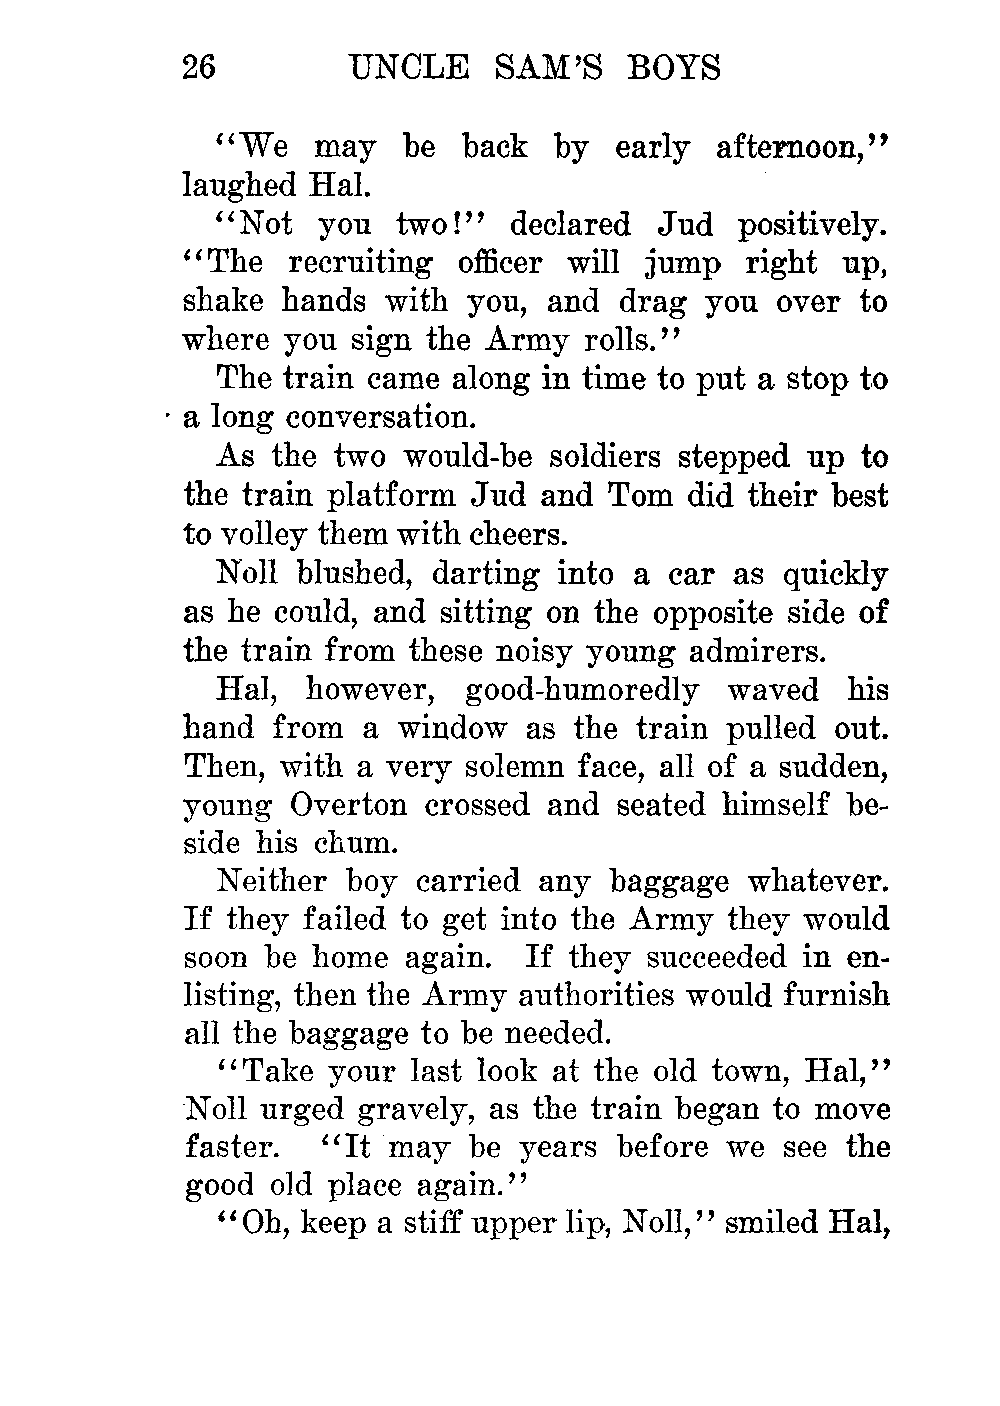 26 UNCLE SAM'S BOYS
"We may be back by early afternoon,"
laughed Hal.
"Not you two!" declared Jud positively.
"The recruiting officer will jump right up,
shake hands with you, and drag you over to
where you sign the Army rolls."
The train came along in time to put a stop to
a long conversation.
As the two would-be soldiers stepped up to
the train platform Jud and Tom did their best
to volley them with cheers.
Noll blushed, darting into a car as quickly
as he could, and sitting on the opposite side of
the train from these noisy young admirers.
Hal, however, good-humoredly waved his
hand from a window as the train pulled out.
Then, with a very solemn face, all of a sudden,
young Overton crossed and seated himself be-
side his chum.
Neither boy carried any baggage whatever.
If they failed to get into the Army they would
soon be home again. If they succeeded in en-
listing, then the Army authorities would furnish
all the baggage to be needed.
"Take your last look at the old town, Hal,"
Noll urged gravely, as the train began to move
faster. "It may be years before we see the
good old place again."
"Oh, keep a stiff upper lip, Noll," smiled Hal,